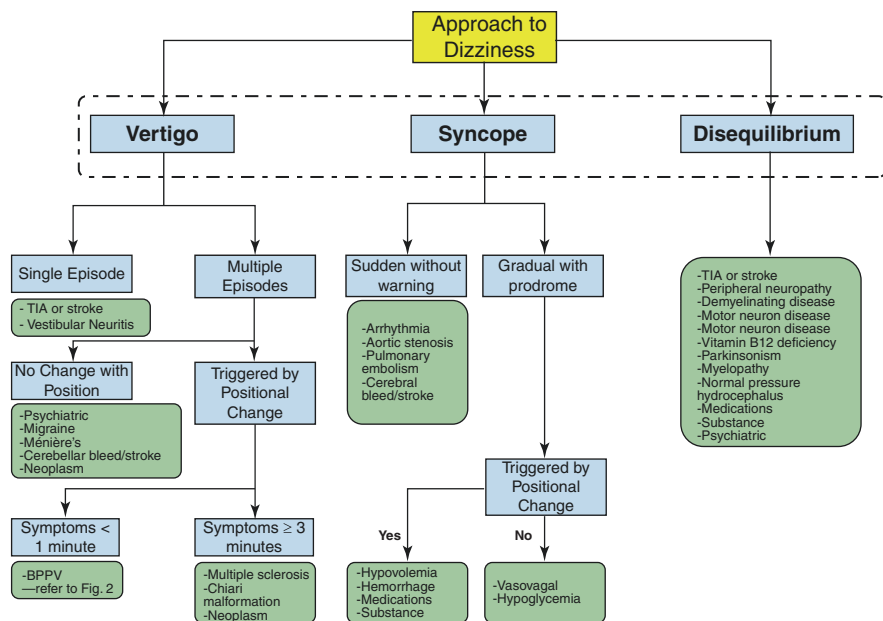 Approach to
Dizziness
Vertigo
Syncope
Disequilibrium
Single Episode
- TIA or stroke
- Vestibular Neuritis
Multiple
Episodes
No Change with
Position
-Psychiatric
-Migraine
-Ménière's
-Cerebellar bleed/stroke
-Neoplasm
Triggered by
Positional
Change
Symptoms <
1 minute
-BPPV
—refer to Fig. 2
Symptoms ≥ 3
minutes
-Multiple sclerosis
-Chiari
malformation
-Neoplasm
Sudden without
warning
-Arrhythmia
-Aortic stenosis
-Pulmonary
embolism
-Cerebral
bleed/stroke
Gradual with
prodrome
Triggered by
Positional
Change
Yes
No
-Hypovolemia
-Hemorrhage
-Medications
-Substance
-Vasovagal
-Hypoglycemia
-TIA or stroke
-Peripheral neuropathy
-Demyelinating disease
-Motor neuron disease
-Motor neuron disease
-Vitamin B12 deficiency
-Parkinsonism
-Myelopathy
-Normal pressure
hydrocephalus
-Medications
-Substance
-Psychiatric